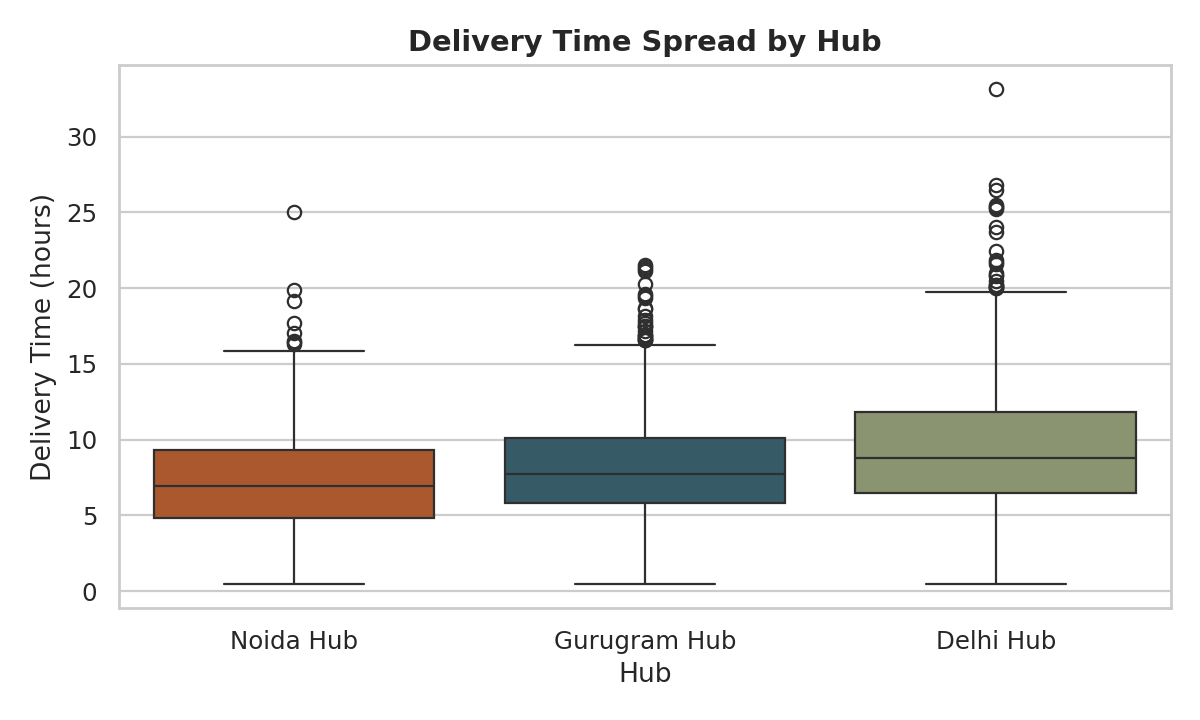 Delivery Time Spread by Hub
Delivery Time (hours)
30
25
20
15
10
5
0
Noida Hub
Gurugram Hub
Delhi Hub
Hub